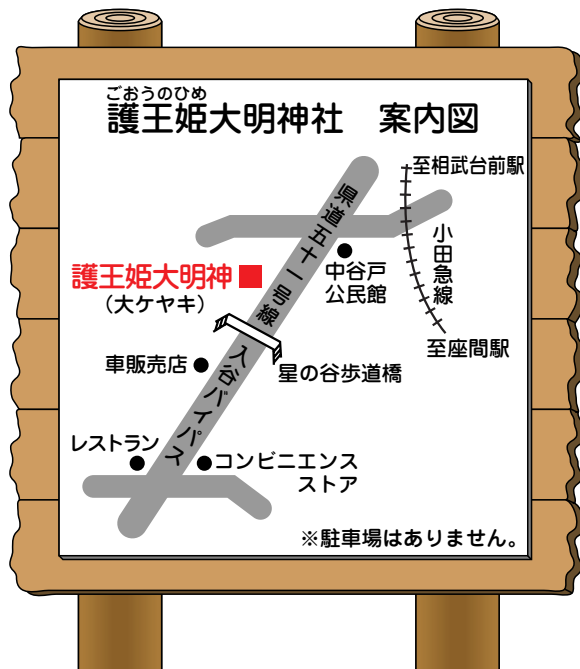 ごおうのひめ
護王姫大明神社　案内図
至相武台前駅
県道五十一号線
小田急線
護王姫大明神
（大ケヤキ）
中谷戸
公民館
至座間駅
星の谷歩道橋
車販売店
入谷バイパス
レストラン
コンビニエンス
ストア
※駐車場はありません。